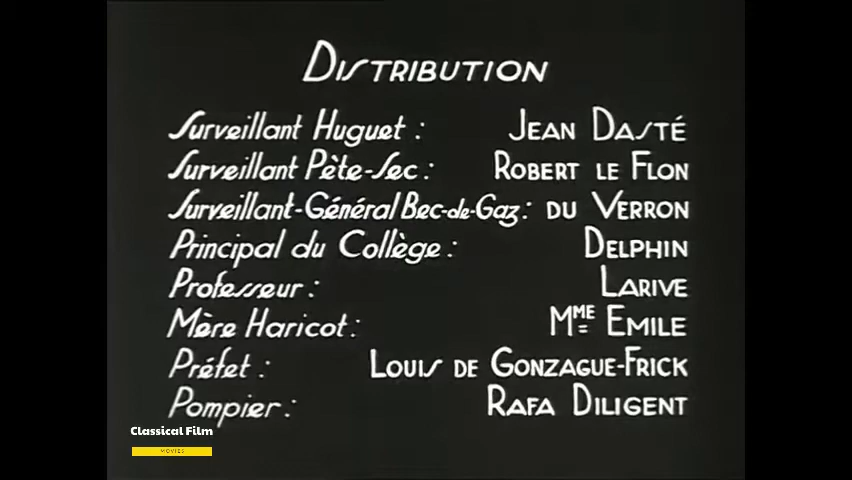 Distribution
Surveillant Huguet : Jean Dasté
Surveillant Pète-Sec : Robert le Flon
Surveillant-Général Bec-de-Gaz : du Verron
Principal du Collège : Delphin
Professeur : Larive
Mère Haricot : Mme Emile
Préfet : Louis de Gonzague-Frick
Pompier : Rafa Diligent
Classical Film
MOVIES